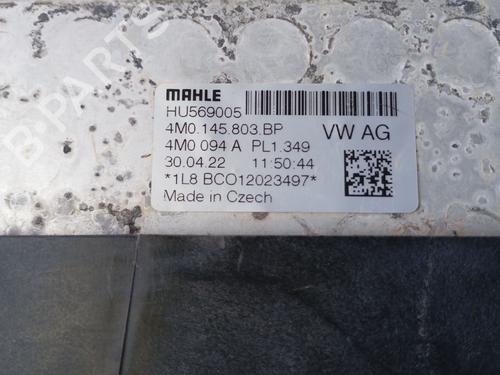 B-PARTS
MAHLE
HU569005
4M0.145.803.BP VW AG
4M0 094 A PL1.349
30.04.22 11:50:44
*1L8 BCO12023497*
Made in Czech